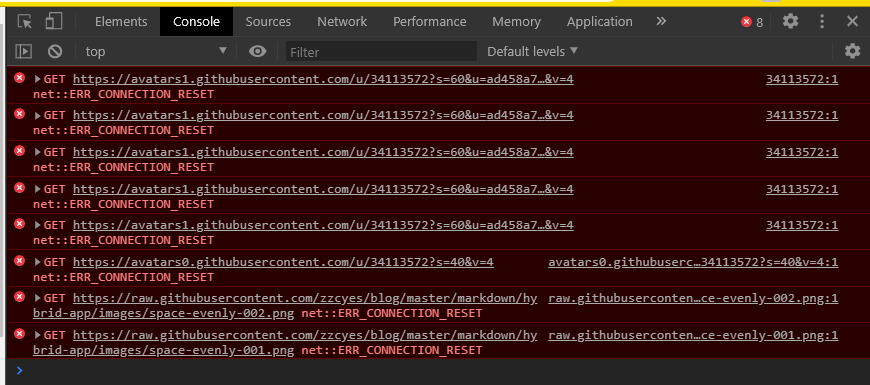 Elements Console Sources Network Performance Memory Application » 8
top Filter Default levels
GET https://avatars1.githubusercontent.com/u/34113572?s=60&u=ad458a7…&v=4 34113572:1
net::ERR_CONNECTION_RESET
GET https://avatars1.githubusercontent.com/u/34113572?s=60&u=ad458a7…&v=4 34113572:1
net::ERR_CONNECTION_RESET
GET https://avatars1.githubusercontent.com/u/34113572?s=60&u=ad458a7…&v=4 34113572:1
net::ERR_CONNECTION_RESET
GET https://avatars1.githubusercontent.com/u/34113572?s=60&u=ad458a7…&v=4 34113572:1
net::ERR_CONNECTION_RESET
GET https://avatars1.githubusercontent.com/u/34113572?s=60&u=ad458a7…&v=4 34113572:1
net::ERR_CONNECTION_RESET
GET https://avatars0.githubusercontent.com/u/34113572?s=40&v=4 avatars0.githubuserc…34113572?s=40&v=4:1
net::ERR_CONNECTION_RESET
GET https://raw.githubusercontent.com/zzcyes/blog/master/markdown/hy raw.githubuserconten…ce-evenly-002.png:1
brid-app/images/space-evenly-002.png net::ERR_CONNECTION_RESET
GET https://raw.githubusercontent.com/zzcyes/blog/master/markdown/hy raw.githubuserconten…ce-evenly-001.png:1
brid-app/images/space-evenly-001.png net::ERR_CONNECTION_RESET